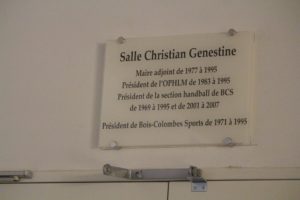 Salle Christian Genestine
Maire adjoint de 1977 à 1995
Président de l'OPHLM de 1983 à 1995
Président de la section handball de BCS
de 1969 à 1995 et de 2001 à 2007
Président de Bois-Colombes Sports de 1971 à 1995